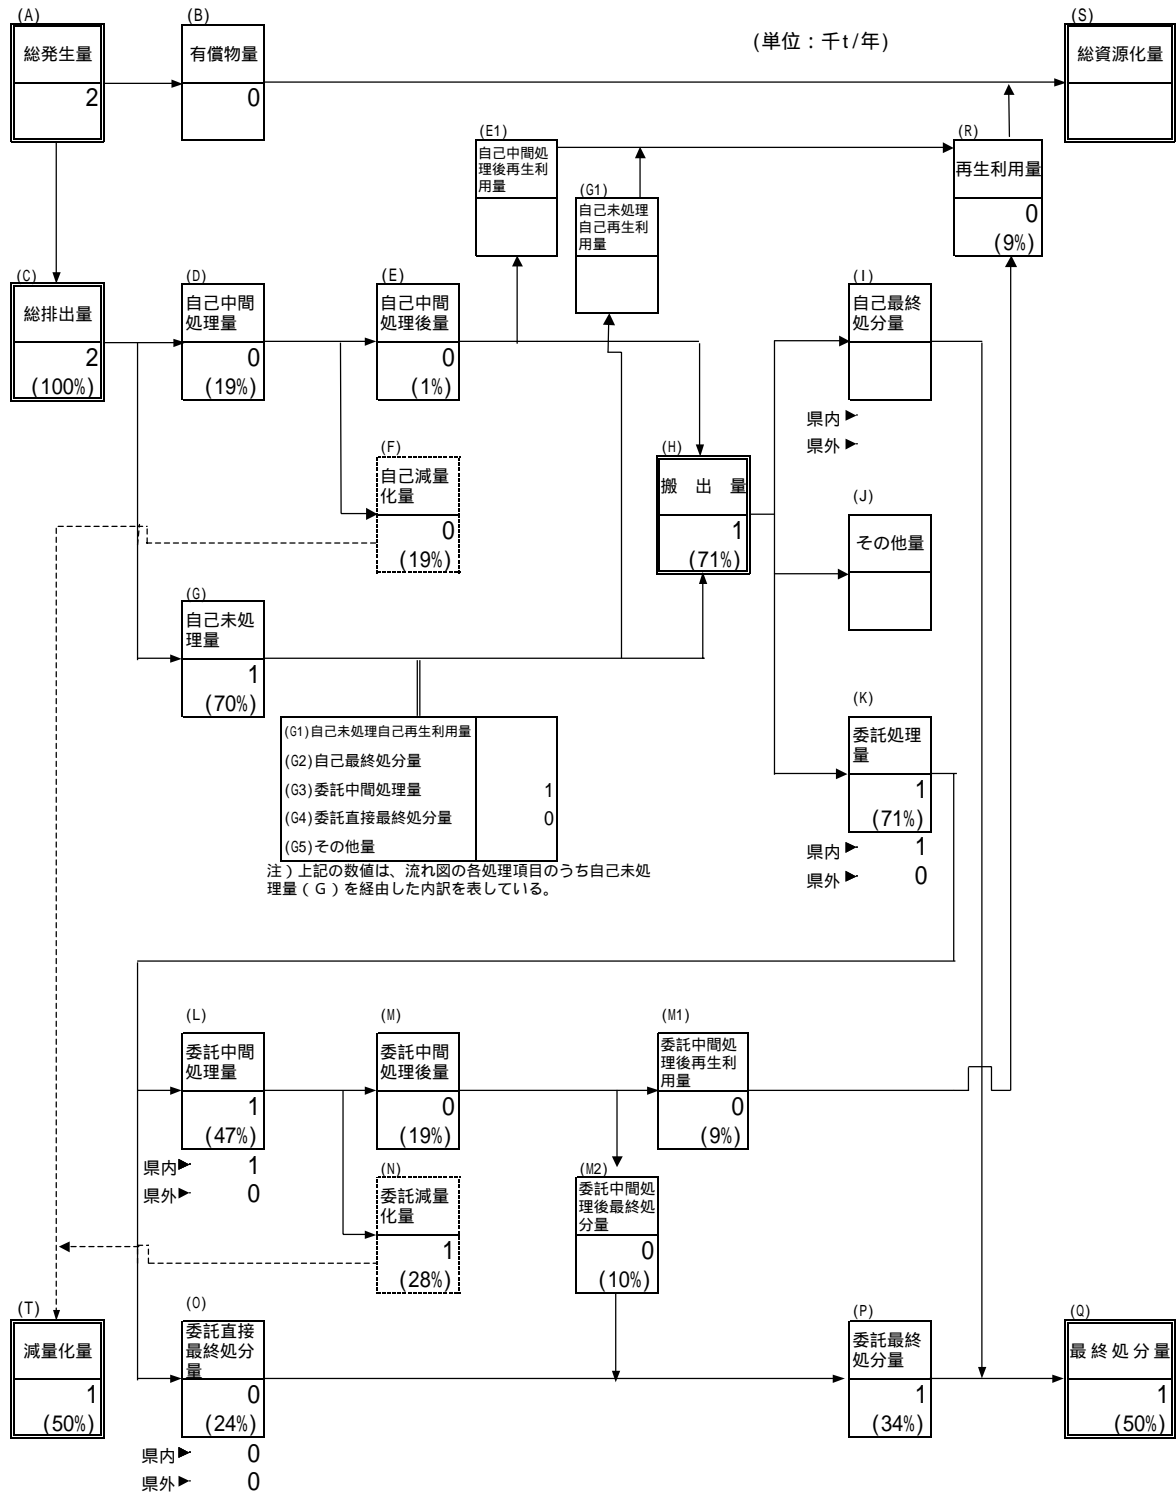 (A)
総発生量
2
(B)
有償物量
0
(単位：千t/年)
(S)
総資源化量
(E1)
自己中間処
理後再生利
用量
(G1)
自己未処理
自己再生利
用量
(R)
再生利用量
0
(9%)
(C)
総排出量
2
(100%)
(D)
自己中間
処理量
0
(19%)
(E)
自己中間
処理後量
0
(1%)
(I)
自己最終
処分量
県内
県外
(F)
自己減量
化量
0
(19%)
(H)
搬 出 量
1
(71%)
(J)
その他量
(G)
自己未処
理量
1
(70%)
(G1)自己未処理自己再生利用量
(G2)自己最終処分量
(G3)委託中間処理量 1
(G4)委託直接最終処分量 0
(G5)その他量
注）上記の数値は、流れ図の各処理項目のうち自己未処
理量（Ｇ）を経由した内訳を表している。
(K)
委託処理
量
1
(71%)
県内 1
県外 0
(L)
委託中間
処理量
1
(47%)
県内 1
県外 0
(M)
委託中間
処理後量
0
(19%)
(M1)
委託中間処
理後再生利
用量
0
(9%)
(N)
委託減量
化量
1
(28%)
(M2)
委託中間処
理後最終処
分量
0
(10%)
(T)
減量化量
1
(50%)
(O)
委託直接
最終処分
量
0
(24%)
県内 0
県外 0
(P)
委託最終
処分量
1
(34%)
(Q)
最終処分量
1
(50%)